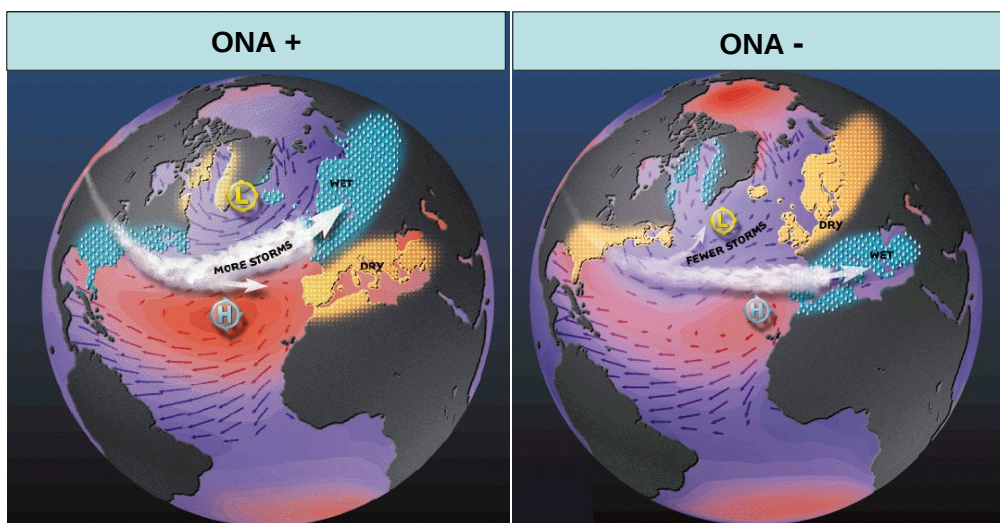 ONA +
ONA -
L
WET
MORE STORMS
DRY
H
L
FEWER STORMS
DRY
WET
H